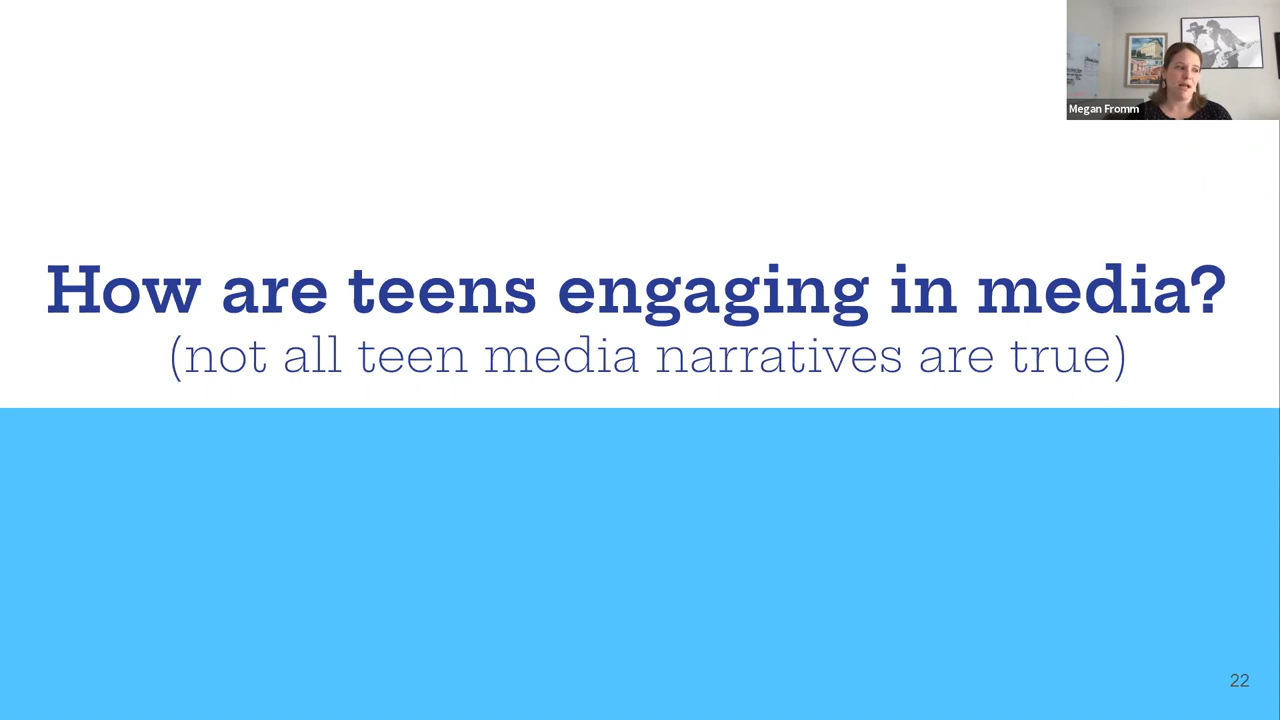 Megan Fromm
How are teens engaging in media?
(not all teen media narratives are true)
22